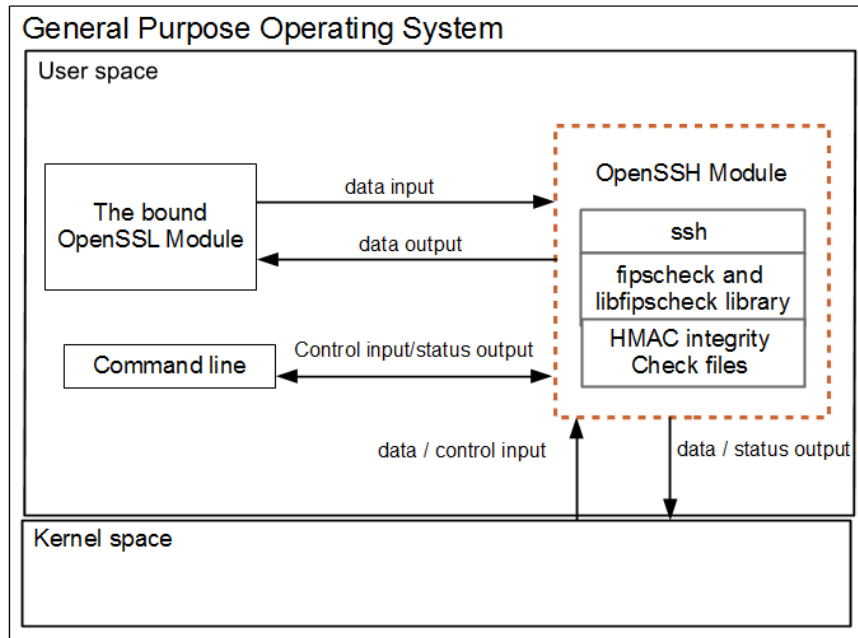 General Purpose Operating System
User space
The bound
OpenSSL Module
data input
data output
OpenSSH Module
ssh
fipscheck and
libfipscheck library
HMAC integrity
Check files
Command line
Control input/status output
data / control input
data / status output
Kernel space